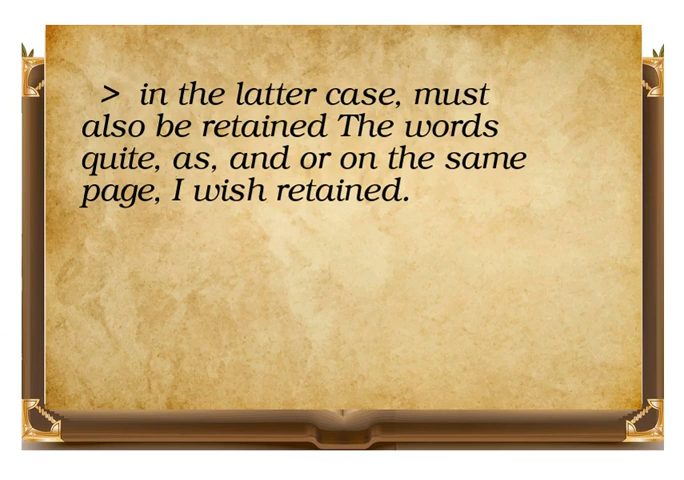 > in the latter case, must
also be retained The words
quite, as, and or on the same
page, I wish retained.